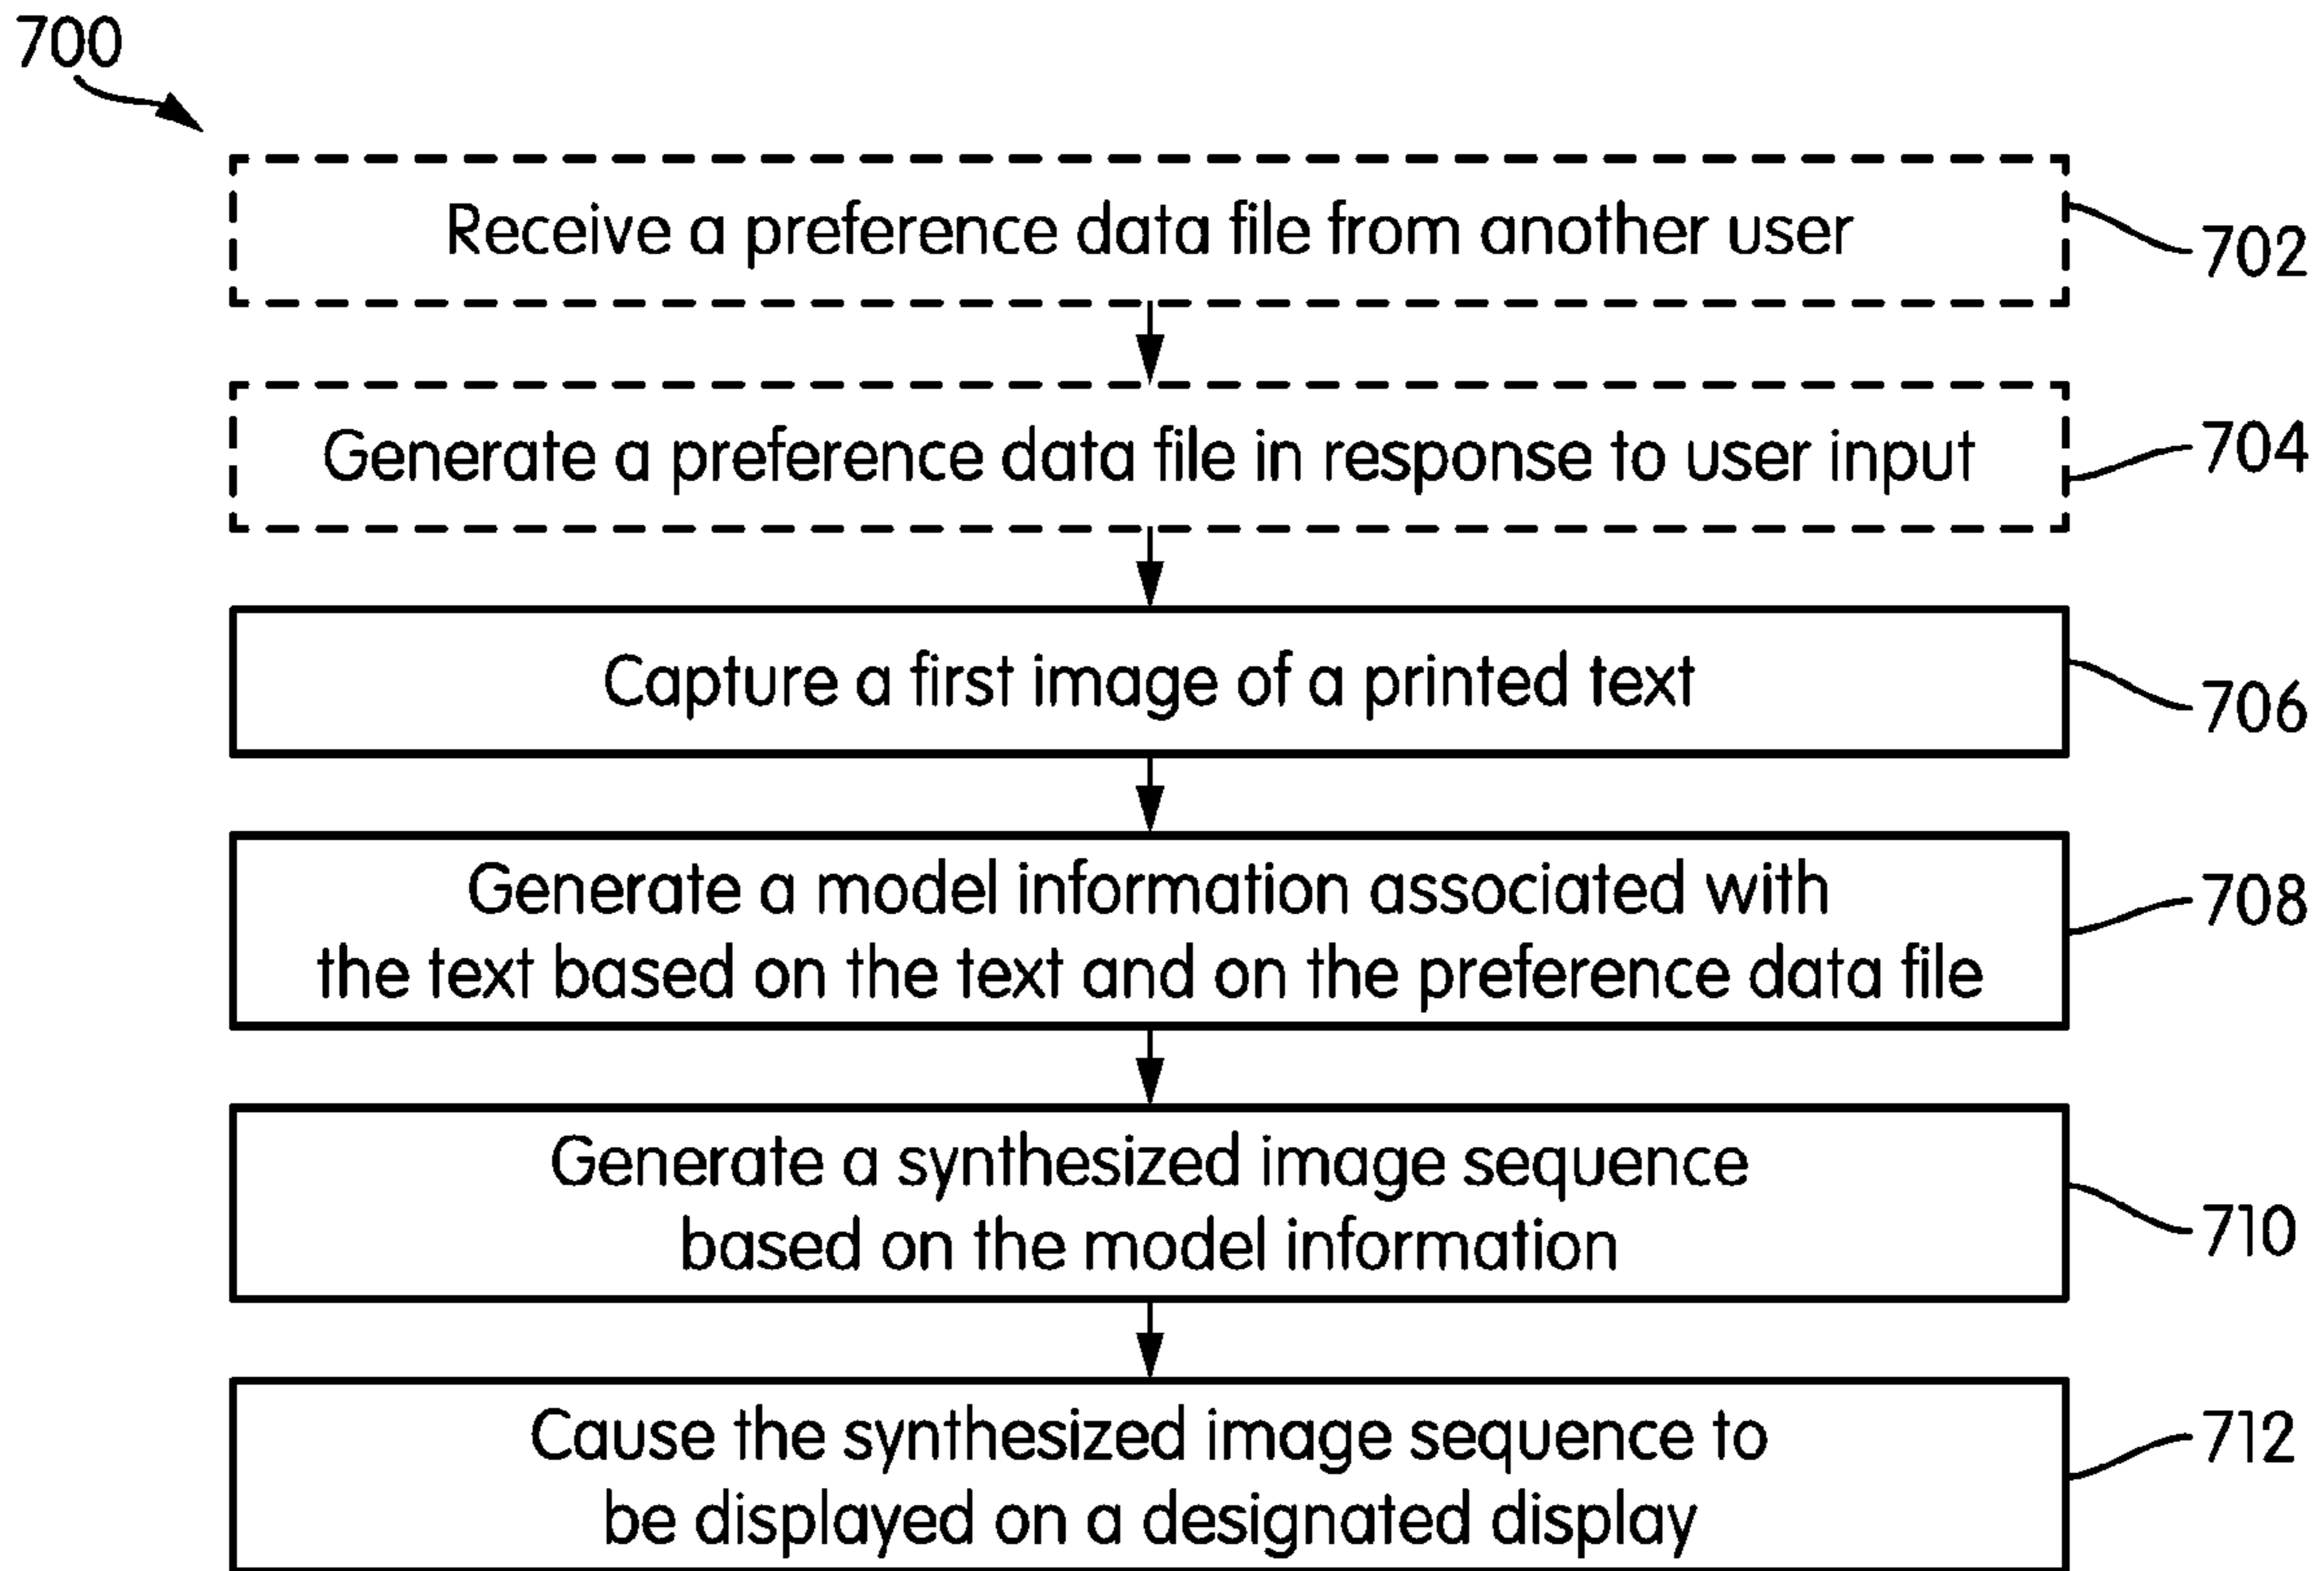 700
Receive a preference data file from another user
702
Generate a preference data file in response to user input
704
Capture a first image of a printed text
706
Generate a model information associated with
the text based on the text and on the preference data file
708
Generate a synthesized image sequence
based on the model information
710
Cause the synthesized image sequence to
be displayed on a designated display
712